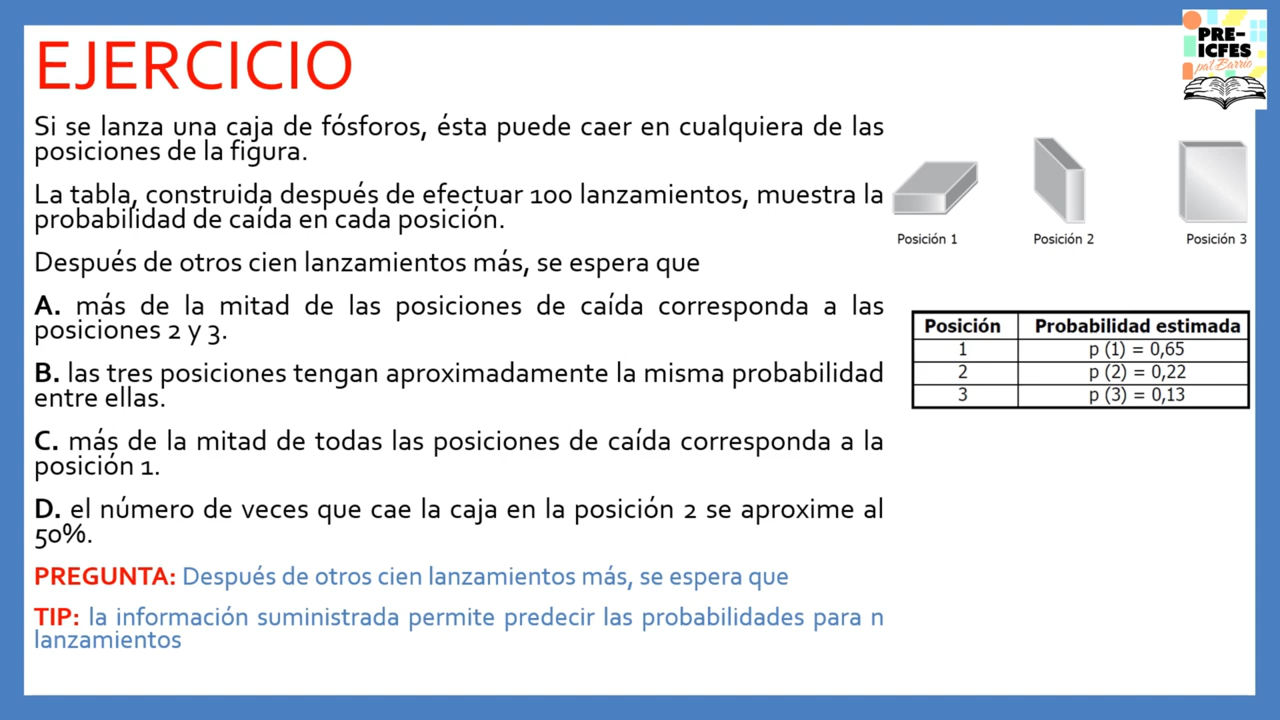 EJERCICIO
PRE-
ICFES
pat Barrio
Si se lanza una caja de fósforos, ésta puede caer en cualquiera de las
posiciones de la figura.
La tabla, construida después de efectuar 100 lanzamientos, muestra la
probabilidad de caída en cada posición.
Después de otros cien lanzamientos más, se espera que
A. más de la mitad de las posiciones de caída corresponda a las
posiciones 2 y 3.
B. las tres posiciones tengan aproximadamente la misma probabilidad
entre ellas.
C. más de la mitad de todas las posiciones de caída corresponda a la
posición 1.
D. el número de veces que cae la caja en la posición 2 se aproxime al
50%.
PREGUNTA: Después de otros cien lanzamientos más, se espera que
TIP: la información suministrada permite predecir las probabilidades para n
lanzamientos
Posición 1 Posición 2 Posición 3
Posición Probabilidad estimada
1 p (1) = 0,65
2 p (2) = 0,22
3 p (3) = 0,13